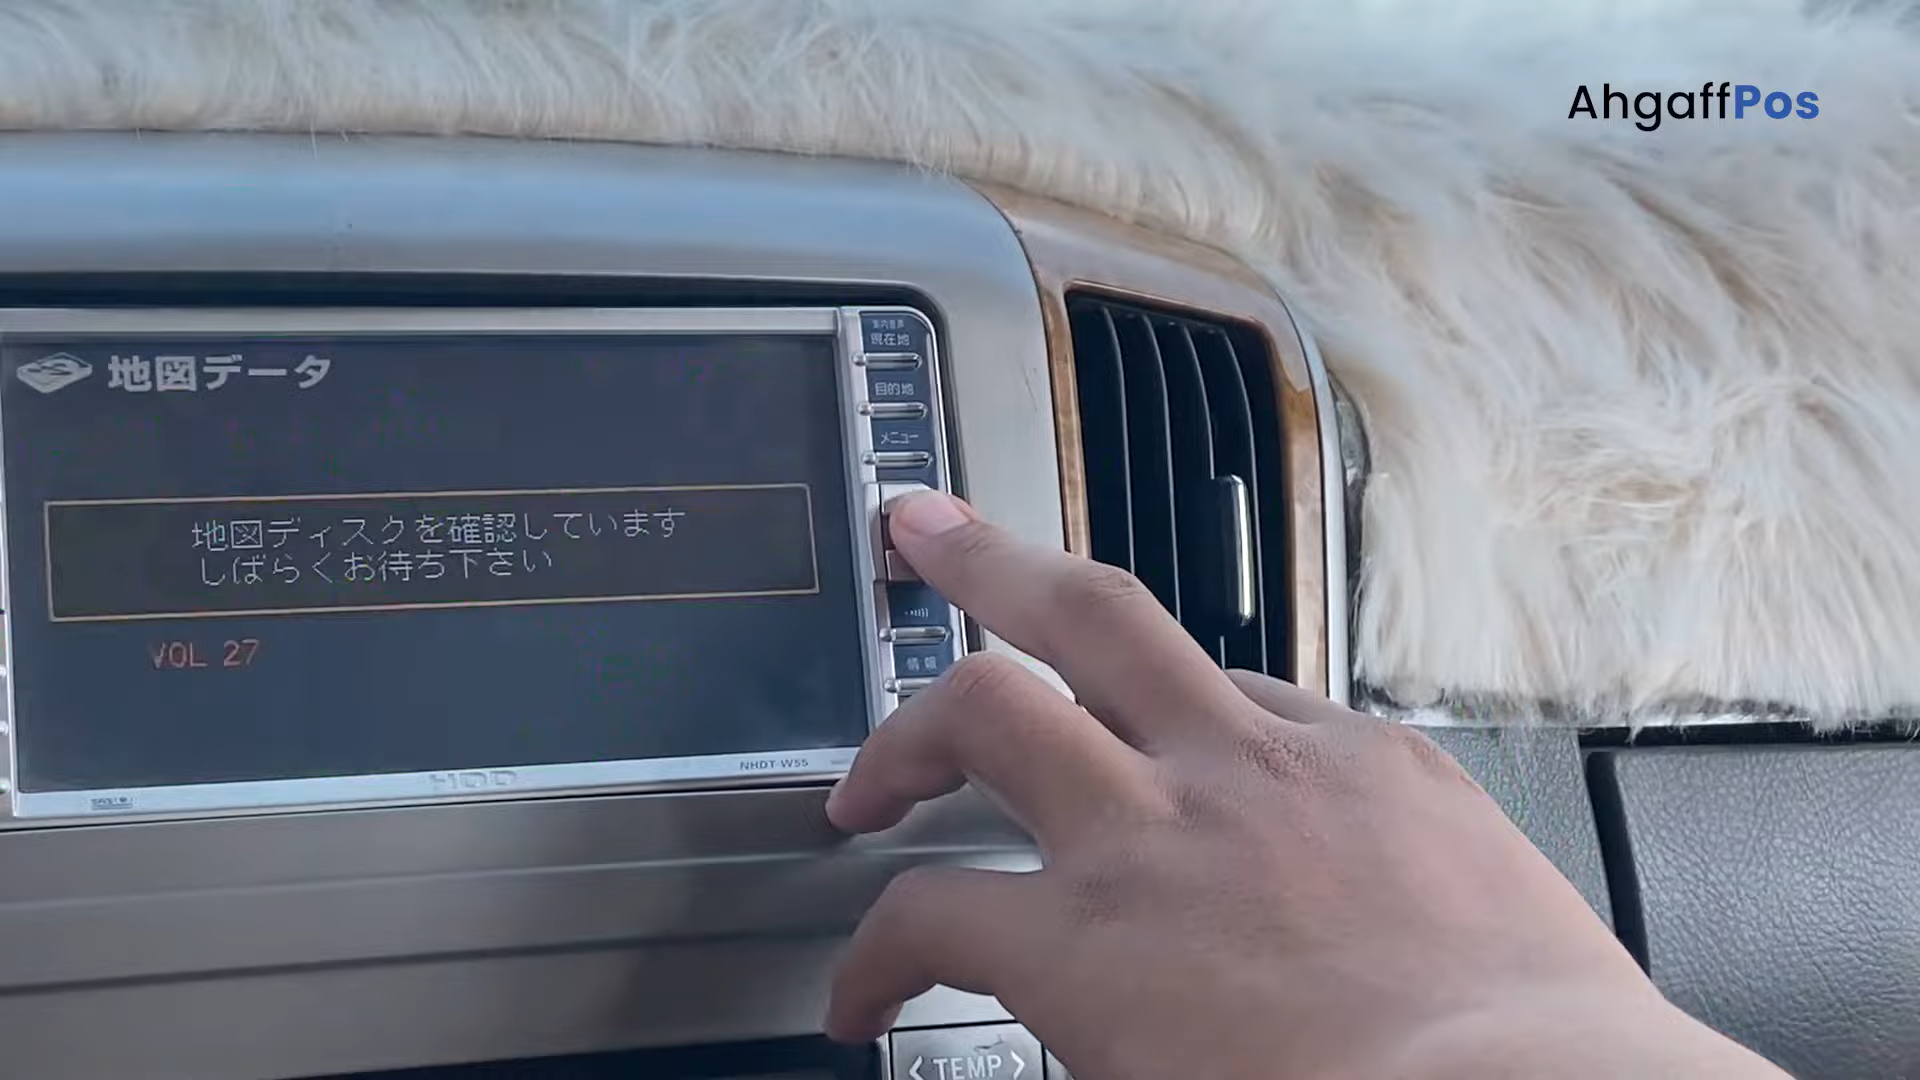 AhgaffPos
地図データ
地図ディスクを確認しています
しばらくお待ち下さい
VOL 27
案内音声
現在地
目的地
メニュー
情報
HDD
NHDT-W55
< TEMP >